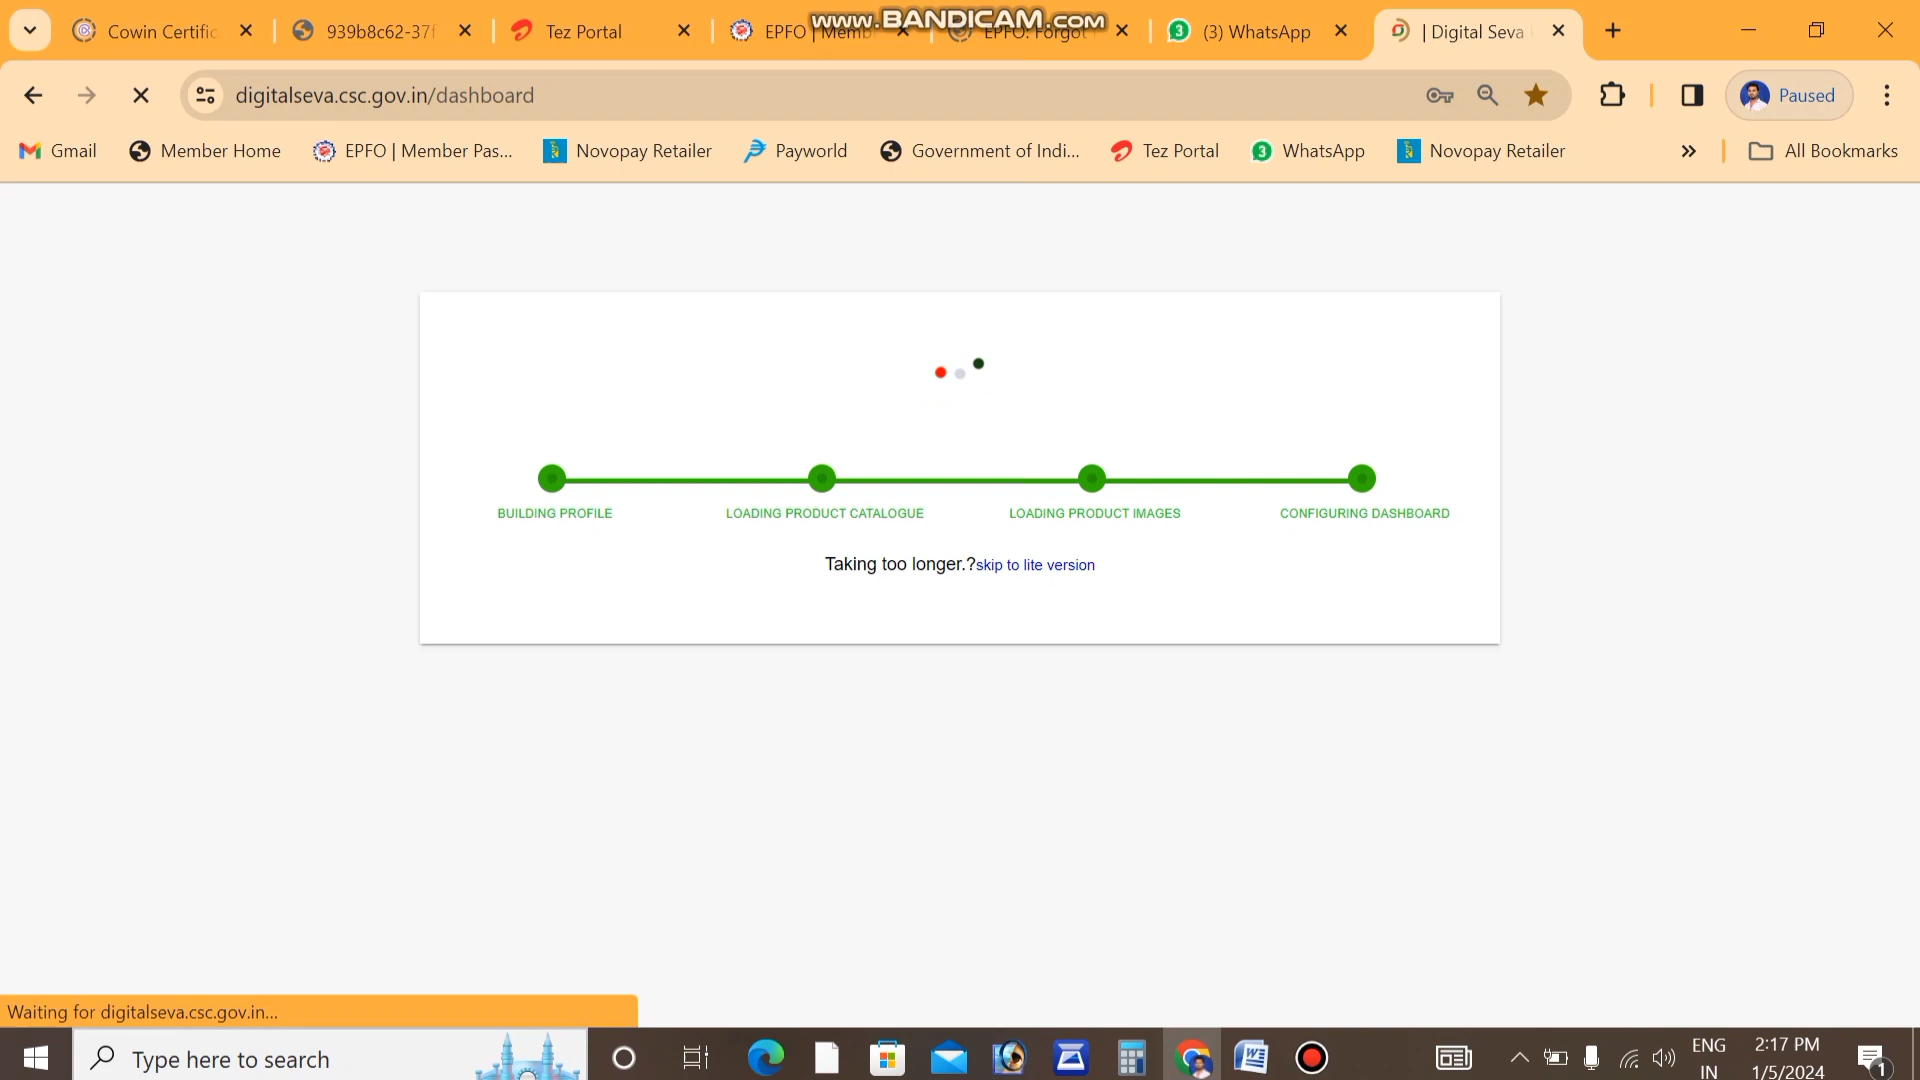 Cowin Certific
939b8c62-37f
Tez Portal
EPFO | Memb
EPFO: Forgot
(3) WhatsApp
| Digital Seva
www.BANDICAM.com
digitalseva.csc.gov.in/dashboard
Paused
Gmail
Member Home
EPFO | Member Pas...
Novopay Retailer
Payworld
Government of Indi...
Tez Portal
3
WhatsApp
Novopay Retailer
All Bookmarks
BUILDING PROFILE
LOADING PRODUCT CATALOGUE
LOADING PRODUCT IMAGES
CONFIGURING DASHBOARD
Taking too longer.?skip to lite version
Waiting for digitalseva.csc.gov.in...
Type here to search
ENG
IN
2:17 PM
1/5/2024
1